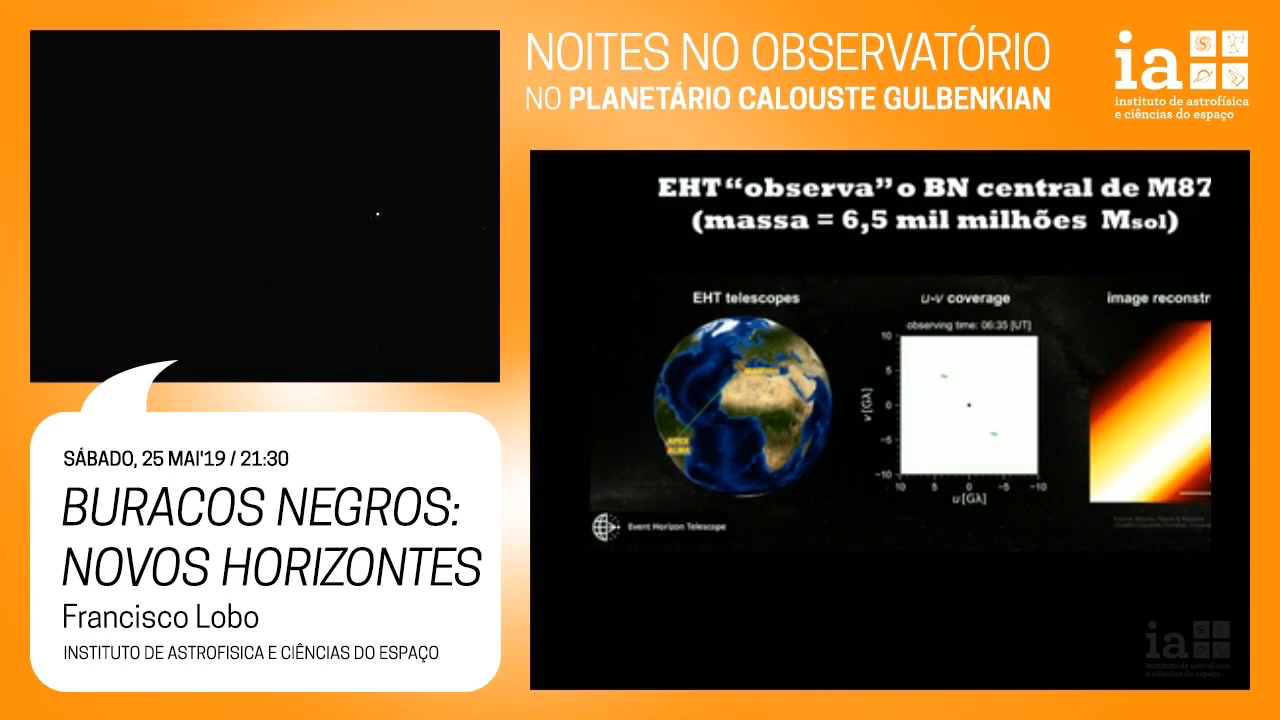 NOITES NO OBSERVATÓRIO
NO PLANETÁRIO CALOUSTE GULBENKIAN
ia
instituto de astrofísica
e ciências do espaço
EHT “observa” o BN central de M87
(massa = 6,5 mil milhões Msol)
EHT telescopes
u-v coverage
image reconstr
observing time: 06:35 [UT]
10
5
0
−5
−10
v [Gλ]
10 5 0 −5 −10
u [Gλ]
APEX
ALMA
Event Horizon Telescope
SÁBADO, 25 MAI'19 / 21:30
BURACOS NEGROS:
NOVOS HORIZONTES
Francisco Lobo
INSTITUTO DE ASTROFISICA E CIÊNCIAS DO ESPAÇO
ia
instituto de astrofísica
e ciências do espaço